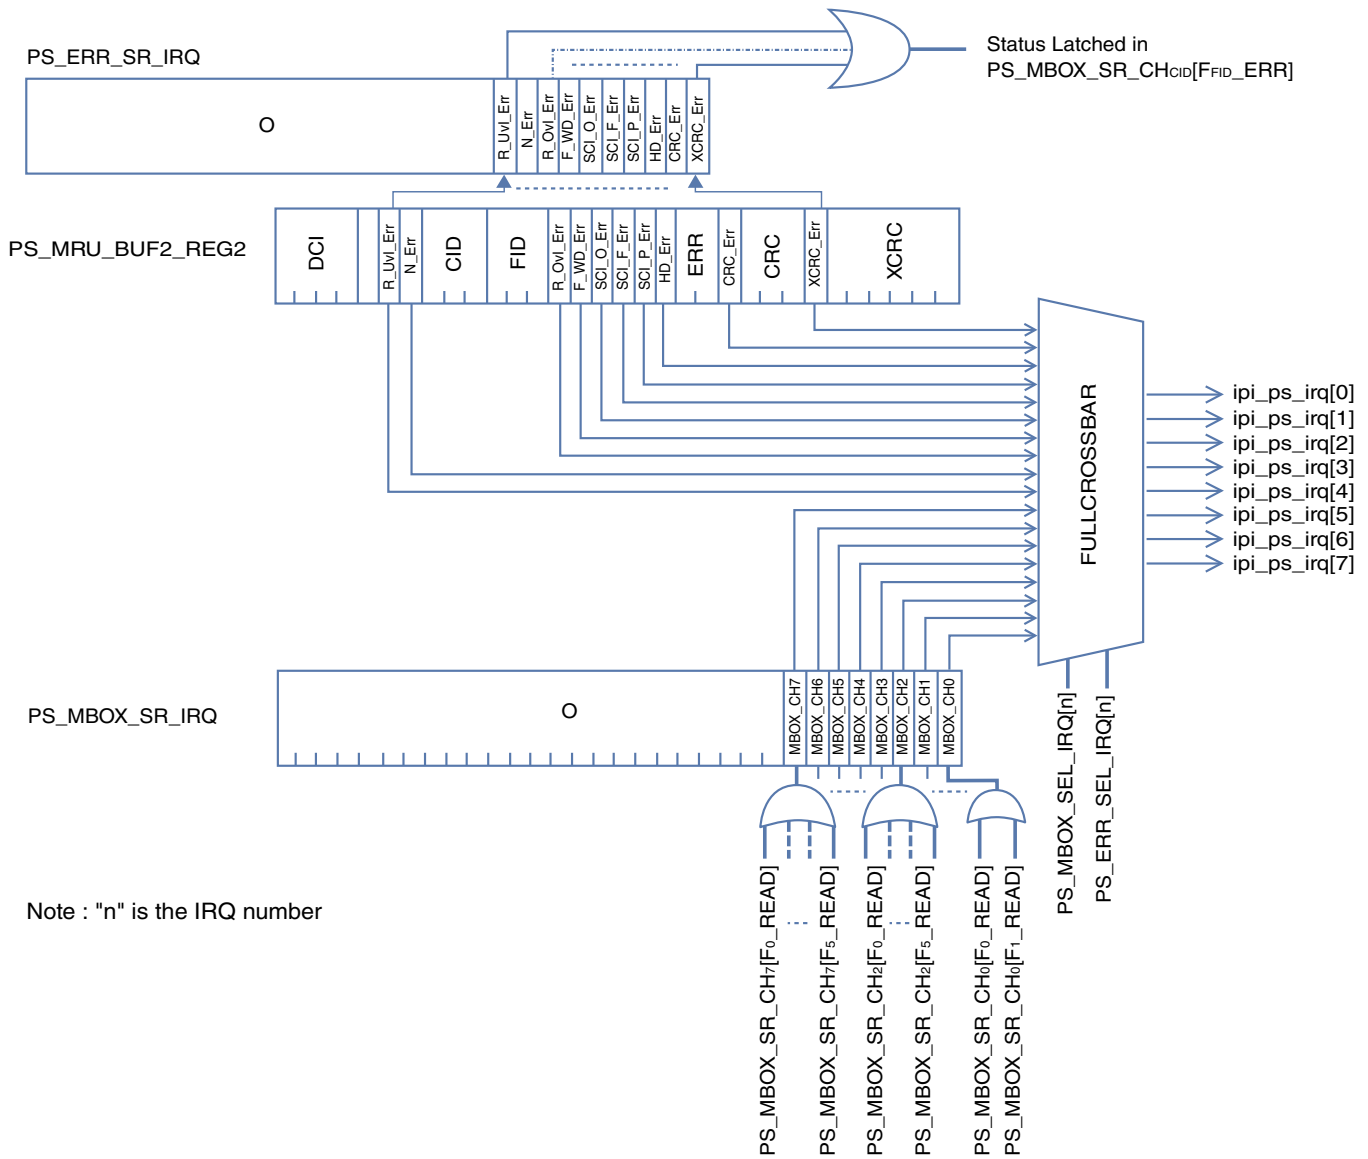 PS_ERR_SR_IRQ
Status Latched in
PS_MBOX_SR_CHCID[FFID_ERR]
O
R_Uvl_Err
N_Err
R_Ovl_Err
F_WD_Err
SCI_O_Err
SCI_F_Err
SCI_P_Err
HD_Err
CRC_Err
XCRC_Err
PS_MRU_BUF2_REG2
DCI
R_Uvl_Err
N_Err
CID
FID
R_Ovl_Err
F_WD_Err
SCI_O_Err
SCI_F_Err
SCI_P_Err
HD_Err
ERR
CRC_Err
CRC
XCRC_Err
XCRC
FULLCROSSBAR
ipi_ps_irq[0]
ipi_ps_irq[1]
ipi_ps_irq[2]
ipi_ps_irq[3]
ipi_ps_irq[4]
ipi_ps_irq[5]
ipi_ps_irq[6]
ipi_ps_irq[7]
PS_MBOX_SR_IRQ
O
MBOX_CH7
MBOX_CH6
MBOX_CH5
MBOX_CH4
MBOX_CH3
MBOX_CH2
MBOX_CH1
MBOX_CH0
PS_MBOX_SEL_IRQ[n]
PS_ERR_SEL_IRQ[n]
Note : "n" is the IRQ number
PS_MBOX_SR_CH7[F0_READ]
PS_MBOX_SR_CH7[F5_READ]
PS_MBOX_SR_CH2[F0_READ]
PS_MBOX_SR_CH2[F5_READ]
PS_MBOX_SR_CH0[F0_READ]
PS_MBOX_SR_CH0[F1_READ]